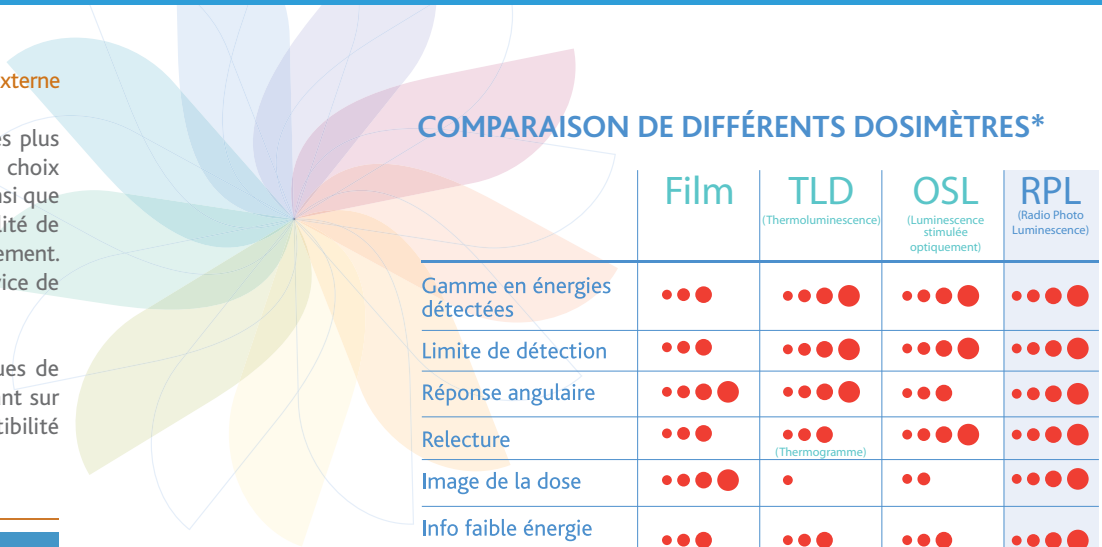 xterne
s plus
choix
nsi que
lité de
ement.
vice de
ues de
nt sur
tibilité
COMPARAISON DE DIFFÉRENTS DOSIMÈTRES*
Film
TLD
(Thermoluminescence)
OSL
(Luminescence
stimulée
optiquement)
RPL
(Radio Photo
Luminescence)
Gamme en énergies
détectées
Limite de détection
Réponse angulaire
Relecture
(Thermogramme)
Image de la dose
Info faible énergie